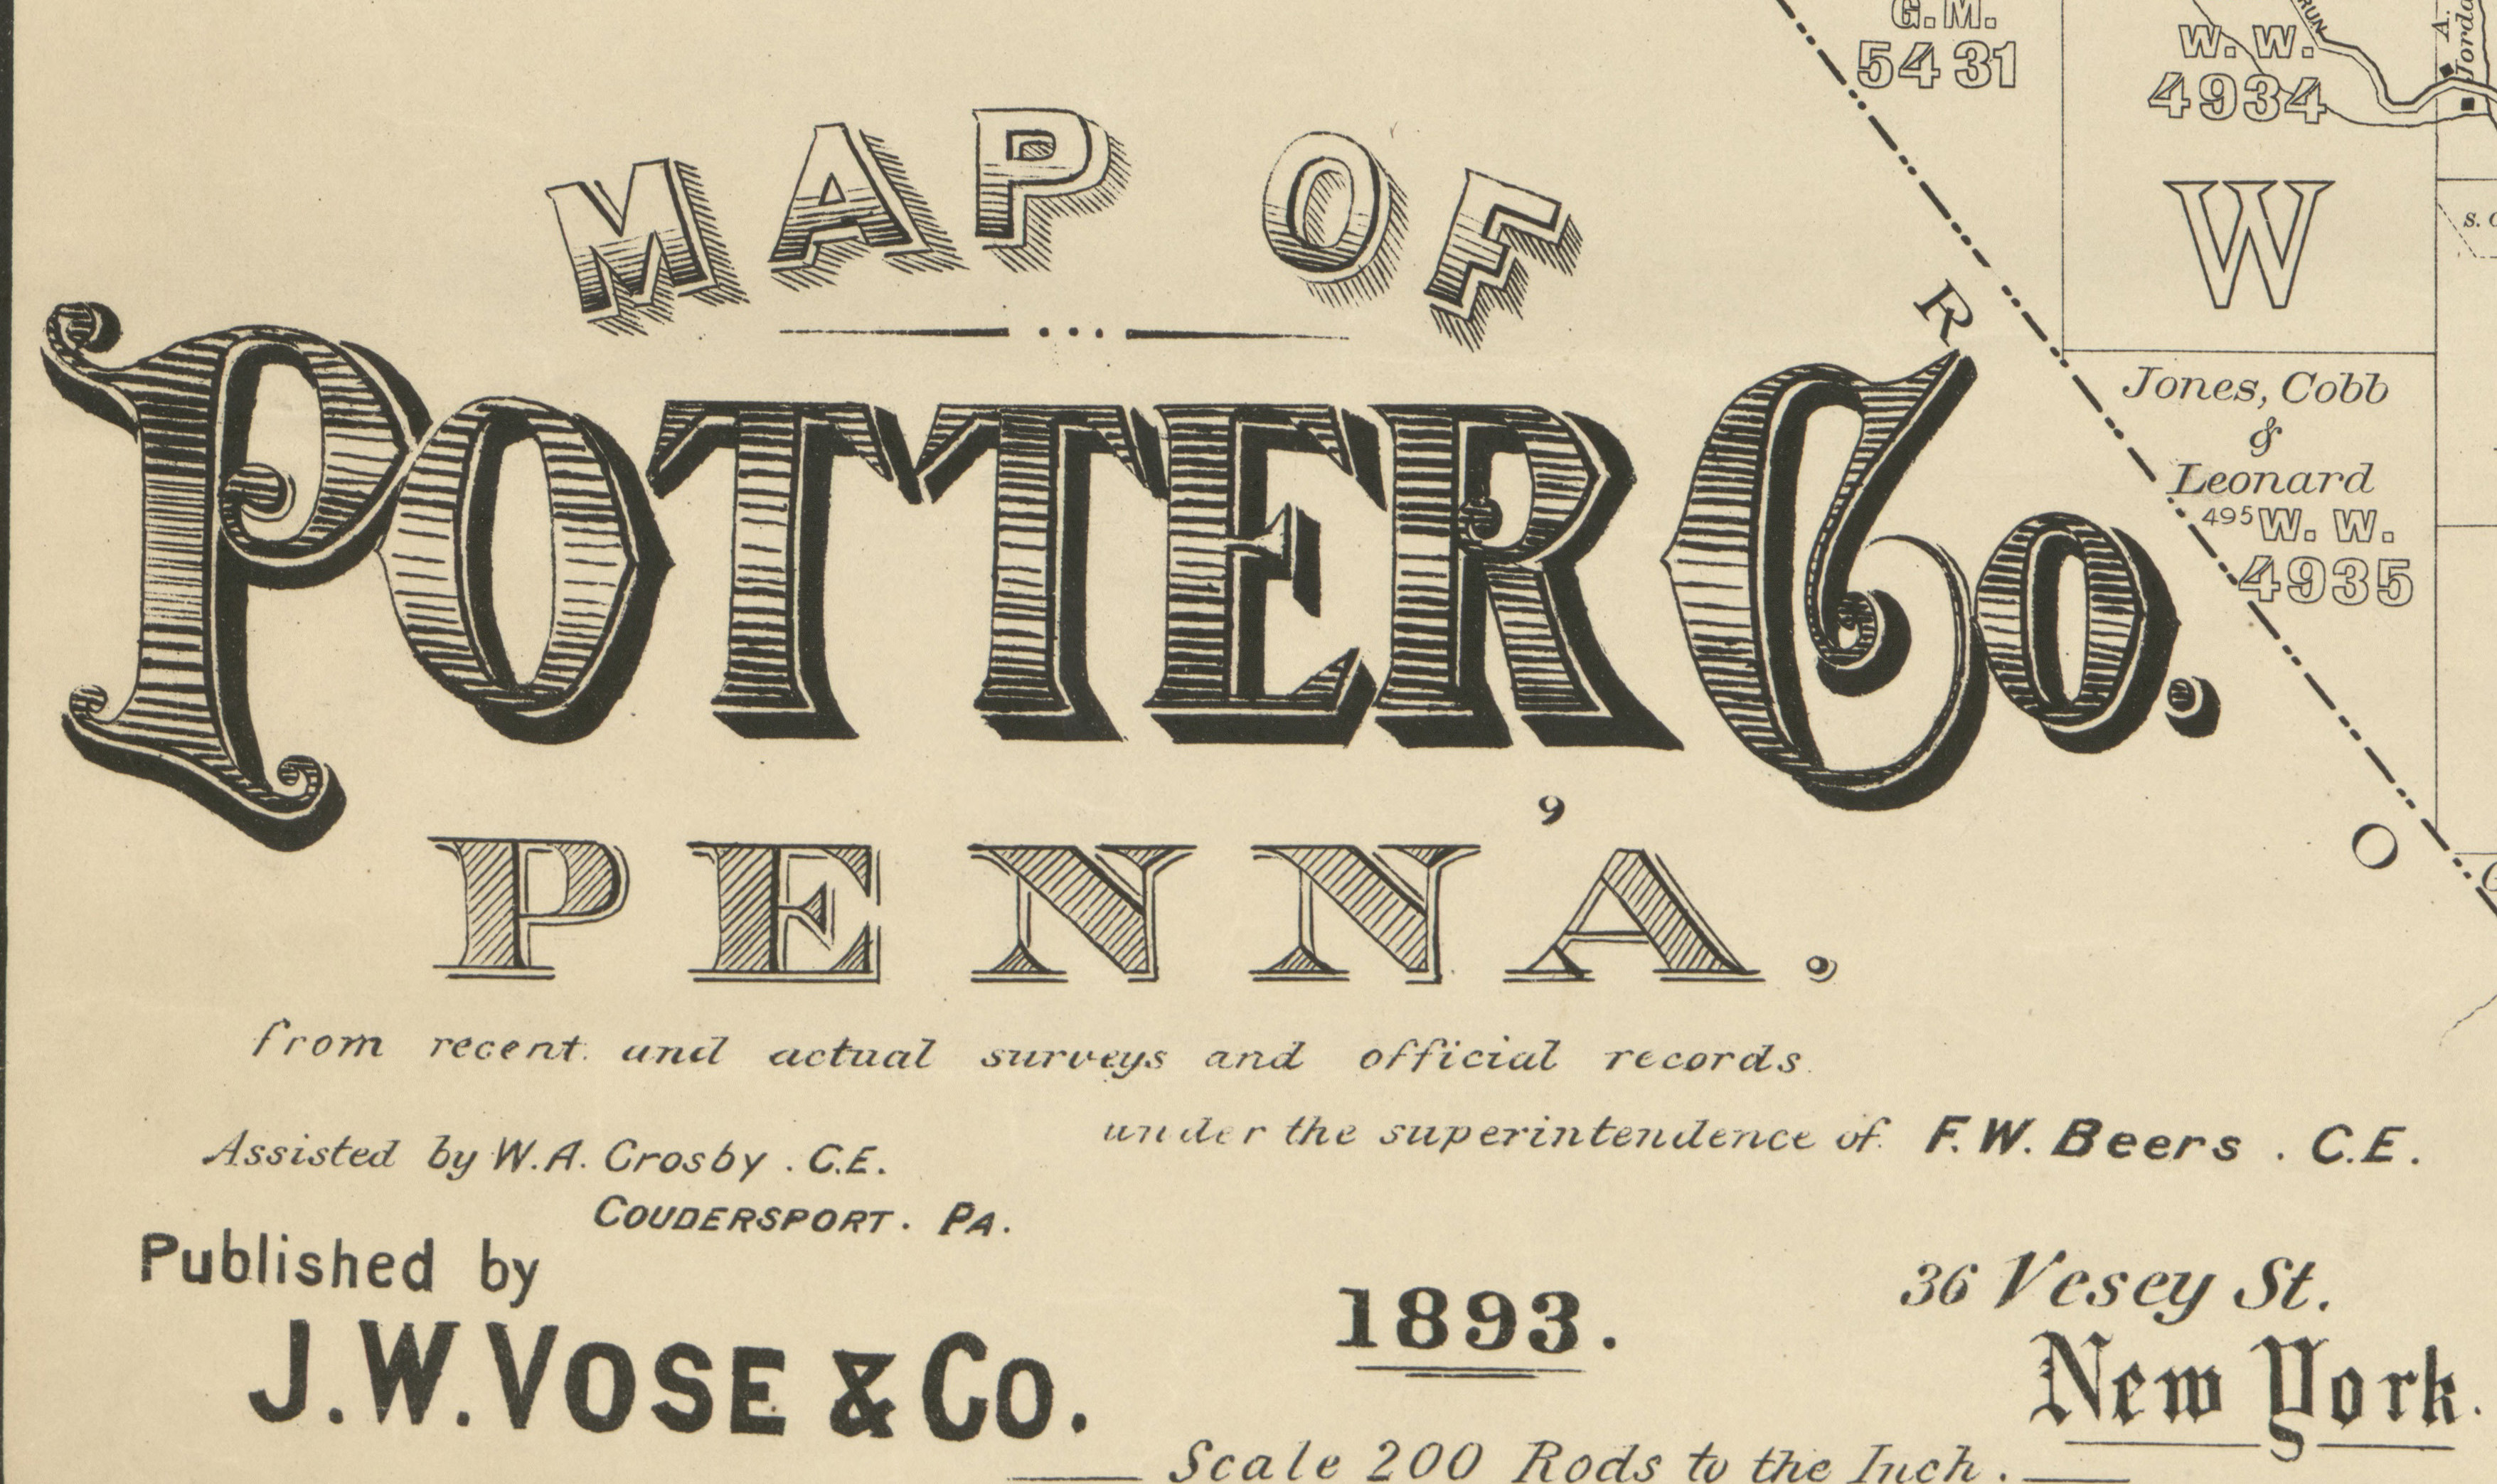 MAP OF
POTTER Co.
PENN'A.
from recent and actual surveys and official records.
under the superintendence of F.W. Beers. C.E.
Assisted by W.A. Crosby. C.E.
COUDERSPORT. PA.
Published by
J.W. VOSE & Co.
1893.
36 Vesey St.
New York.
Scale 200 Rods to the Inch.
G.M.
5431
RUN
W. W.
4934
A.
W
R
Jones, Cobb
&
Leonard
495 W. W.
4935
O